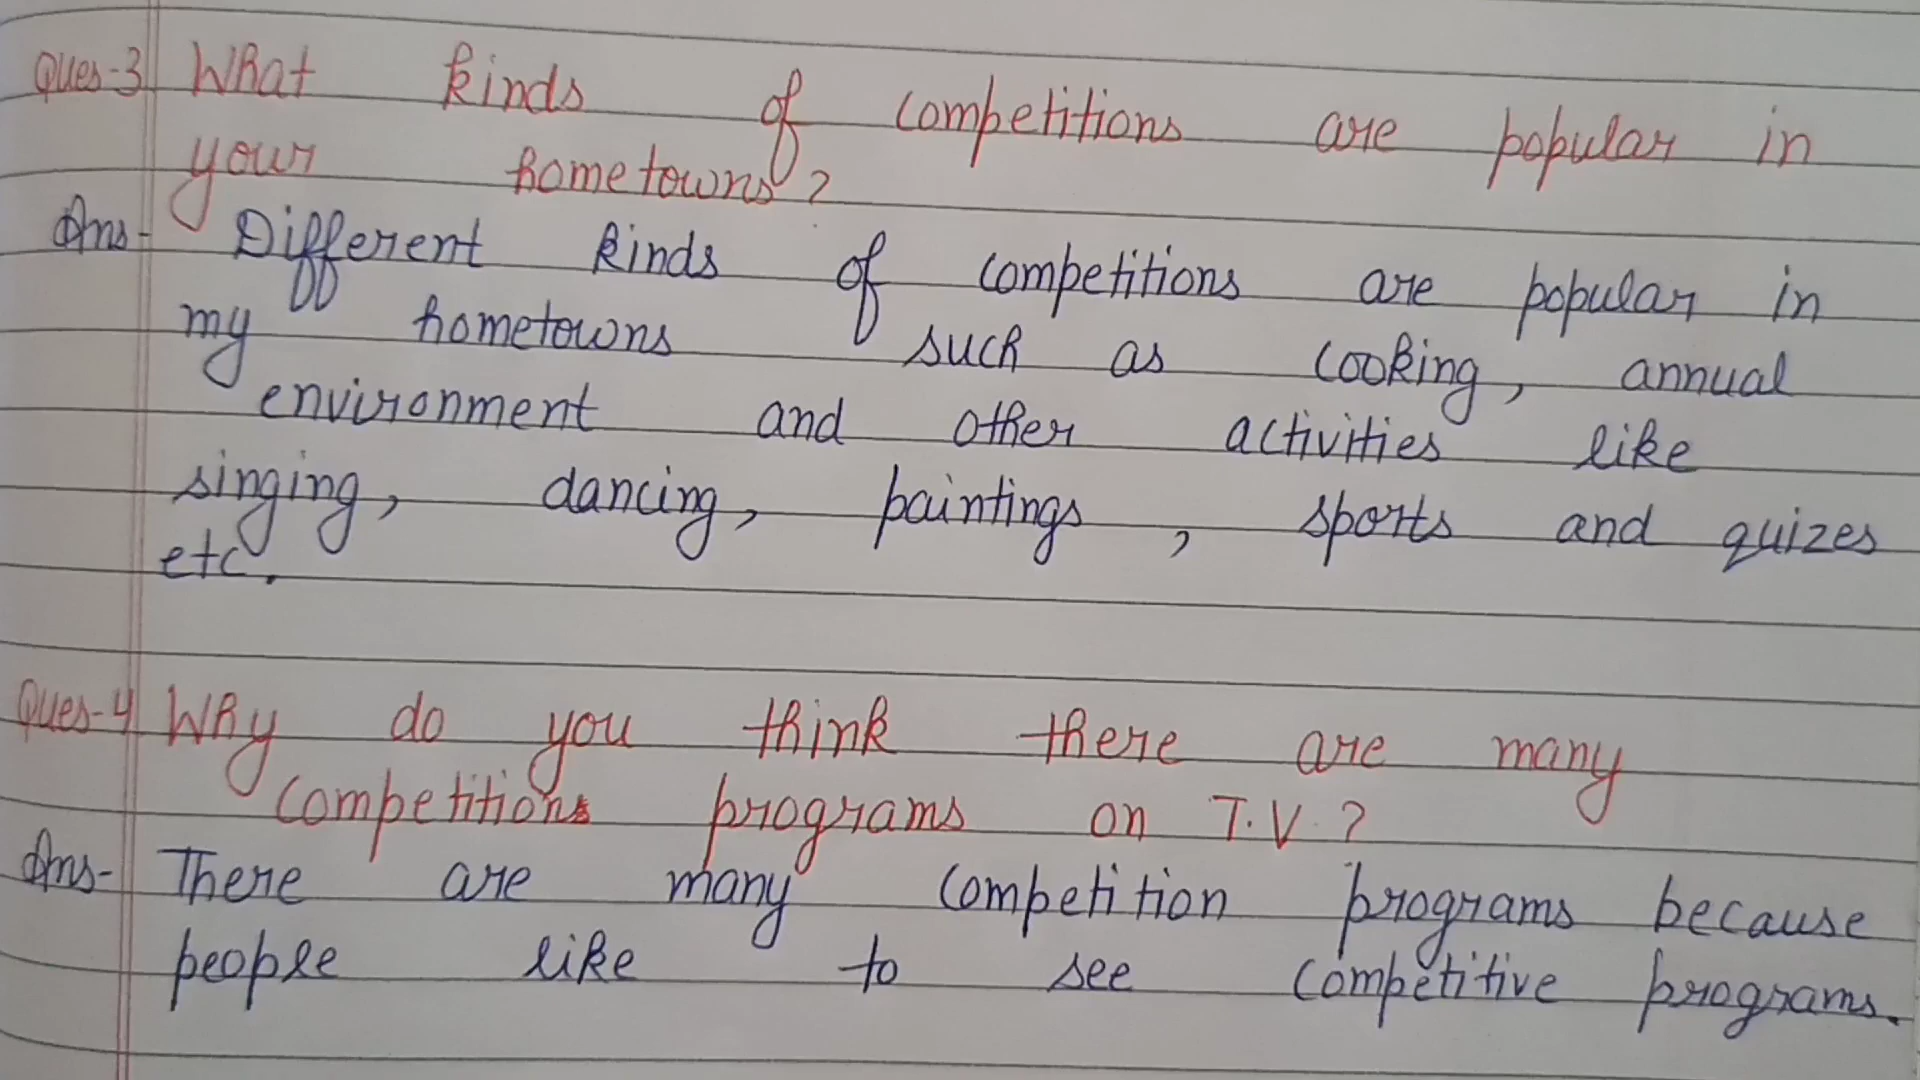 Ques-3 What kinds of competitions are popular in
your hometowns?
Ans- Different kinds of competitions are popular in
my hometowns such as cooking, annual
environment and other activities like
singing, dancing, paintings, sports and quizes
etc.
Ques-4 Why do you think there are many
competitions programs on T.V.?
Ans- There are many competition programs because
people like to see competitive programs.